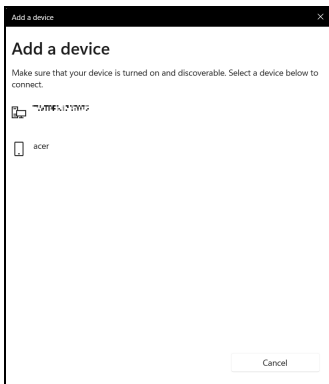 Add a device
Add a device
Make sure that your device is turned on and discoverable. Select a device below to
connect.
acer
Cancel